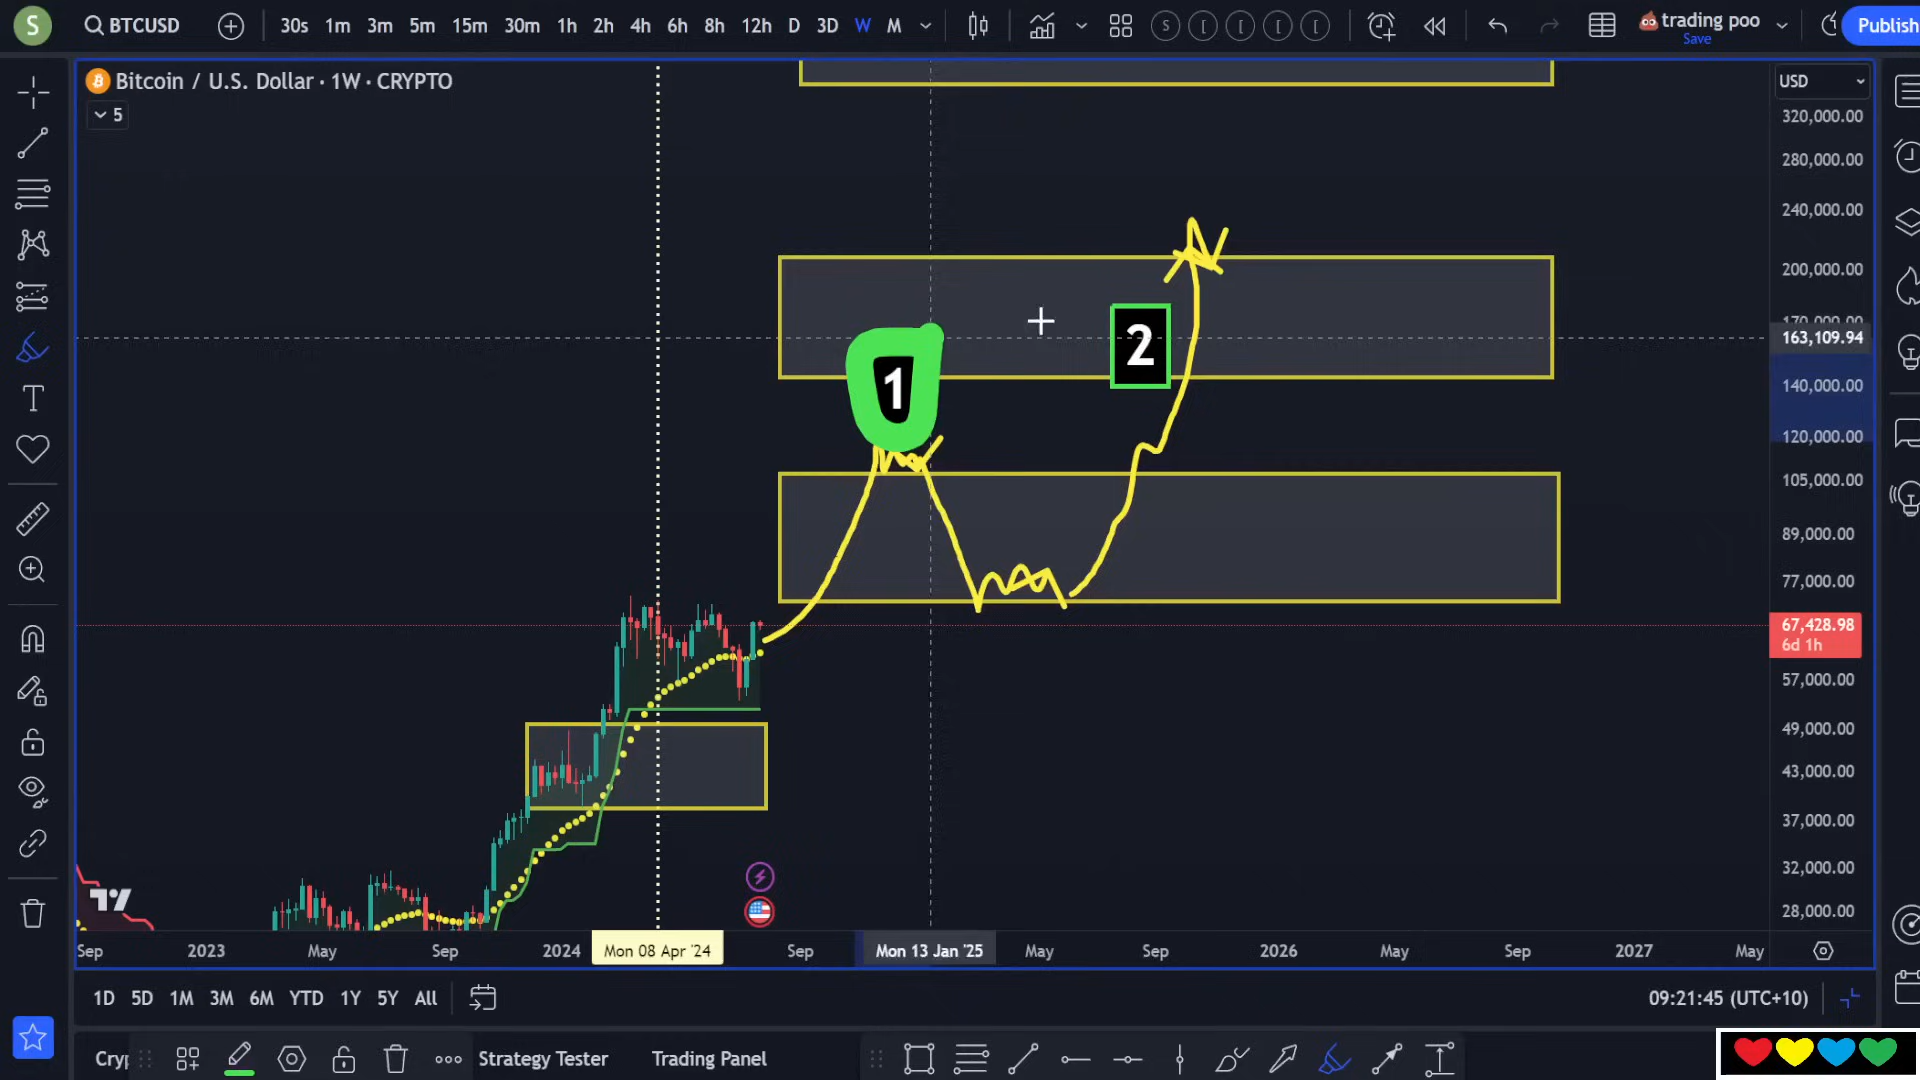 S
BTCUSD
30s 1m 3m 5m 15m 30m 1h 2h 4h 6h 8h 12h D 3D W M
S [ [ [ [
💩 trading poo
Save
Publish
Bitcoin / U.S. Dollar · 1W · CRYPTO
5
USD
320,000.00
280,000.00
240,000.00
200,000.00
163,109.94
140,000.00
120,000.00
105,000.00
89,000.00
77,000.00
67,428.98
6d 1h
57,000.00
49,000.00
43,000.00
37,000.00
32,000.00
28,000.00
1
2
Sep 2023 May Sep 2024 Mon 08 Apr '24 Sep Mon 13 Jan '25 May Sep 2026 May Sep 2027 May
1D 5D 1M 3M 6M YTD 1Y 5Y All
09:21:45 (UTC+10)
Strategy Tester Trading Panel